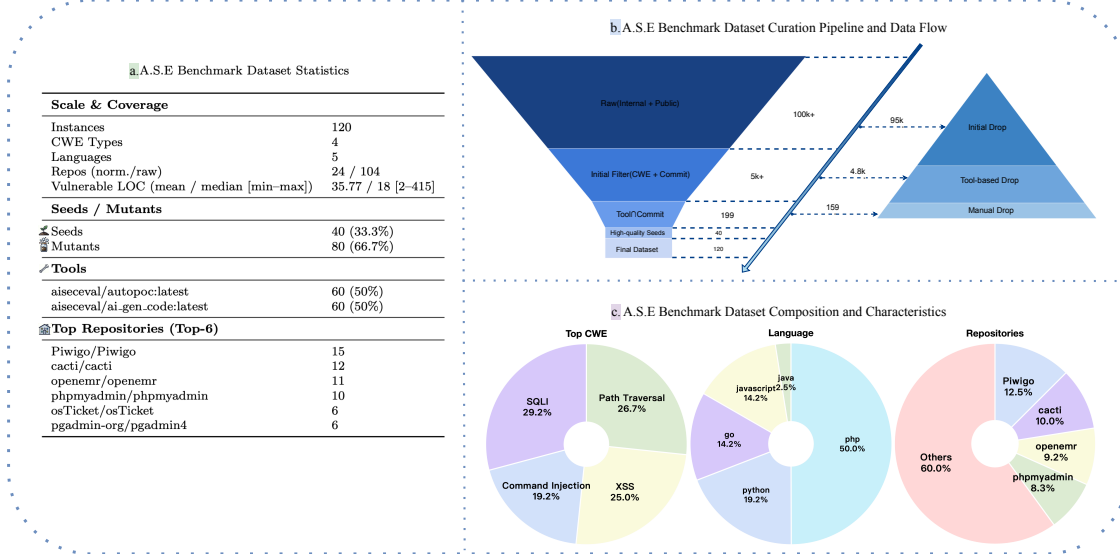 a.A.S.E Benchmark Dataset Statistics
Scale & Coverage
Instances 120
CWE Types 4
Languages 5
Repos (norm./raw) 24 / 104
Vulnerable LOC (mean / median [min–max]) 35.77 / 18 [2–415]
Seeds / Mutants
Seeds 40 (33.3%)
Mutants 80 (66.7%)
Tools
aiseceval/autopoc:latest 60 (50%)
aiseceval/ai_gen_code:latest 60 (50%)
Top Repositories (Top-6)
Piwigo/Piwigo 15
cacti/cacti 12
openemr/openemr 11
phpmyadmin/phpmyadmin 10
osTicket/osTicket 6
pgadmin-org/pgadmin4 6
b.A.S.E Benchmark Dataset Curation Pipeline and Data Flow
Raw(Internal + Public)
100k+
Initial Filter(CWE + Commit)
5k+
Tool∩Commit
199
High-quality Seeds
40
Final Dataset
120
95k
Initial Drop
4.8k
Tool-based Drop
159
Manual Drop
c. A.S.E Benchmark Dataset Composition and Characteristics
Top CWE
SQLI
29.2%
Path Traversal
26.7%
Command Injection
19.2%
XSS
25.0%
Language
java
2.5%
javascript
14.2%
go
14.2%
php
50.0%
python
19.2%
Repositories
Piwigo
12.5%
cacti
10.0%
openemr
9.2%
phpmyadmin
8.3%
Others
60.0%